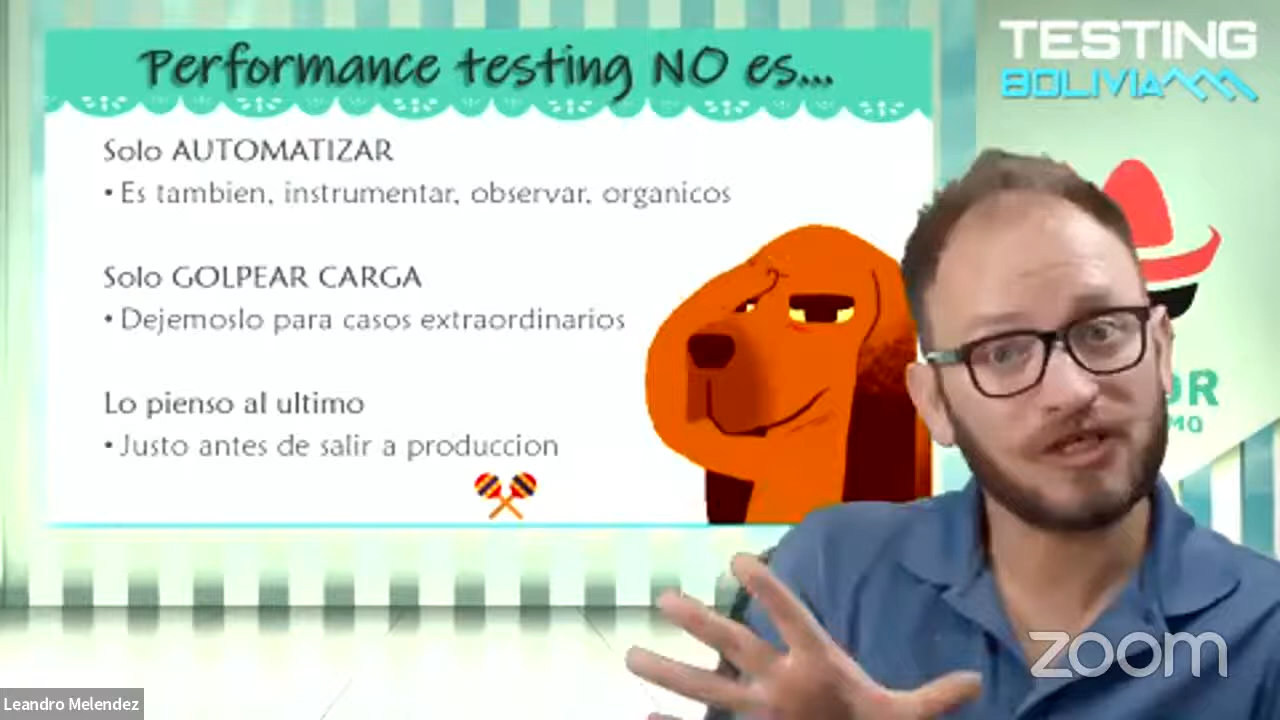 Performance testing NO es...
TESTING
BOLIVIA
Solo AUTOMATIZAR
• Es tambien, instrumentar, observar, organicos
Solo GOLPEAR CARGA
• Dejemoslo para casos extraordinarios
Lo pienso al ultimo
• Justo antes de salir a produccion
zoom
Leandro Melendez